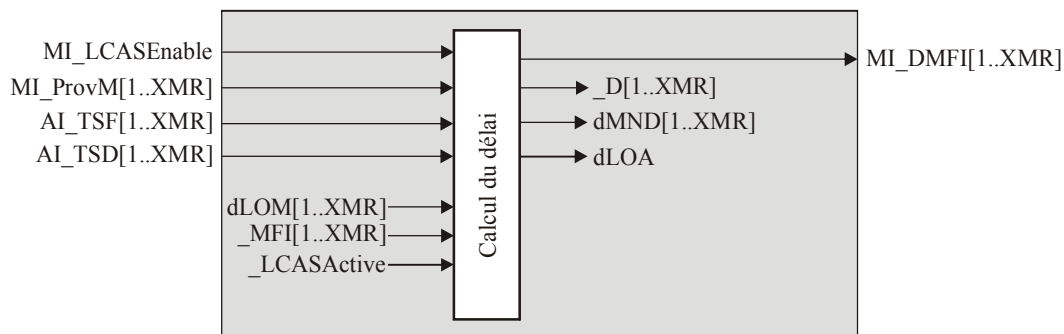 MI_LCASEnable
MI_ProvM[1..XMR]
AI_TSF[1..XMR]
AI_TSD[1..XMR]
dLOM[1..XMR]
_MFI[1..XMR]
_LCASActive
Calcul du délai
MI_DMFI[1..XMR]
_D[1..XMR]
dMND[1..XMR]
dLOA